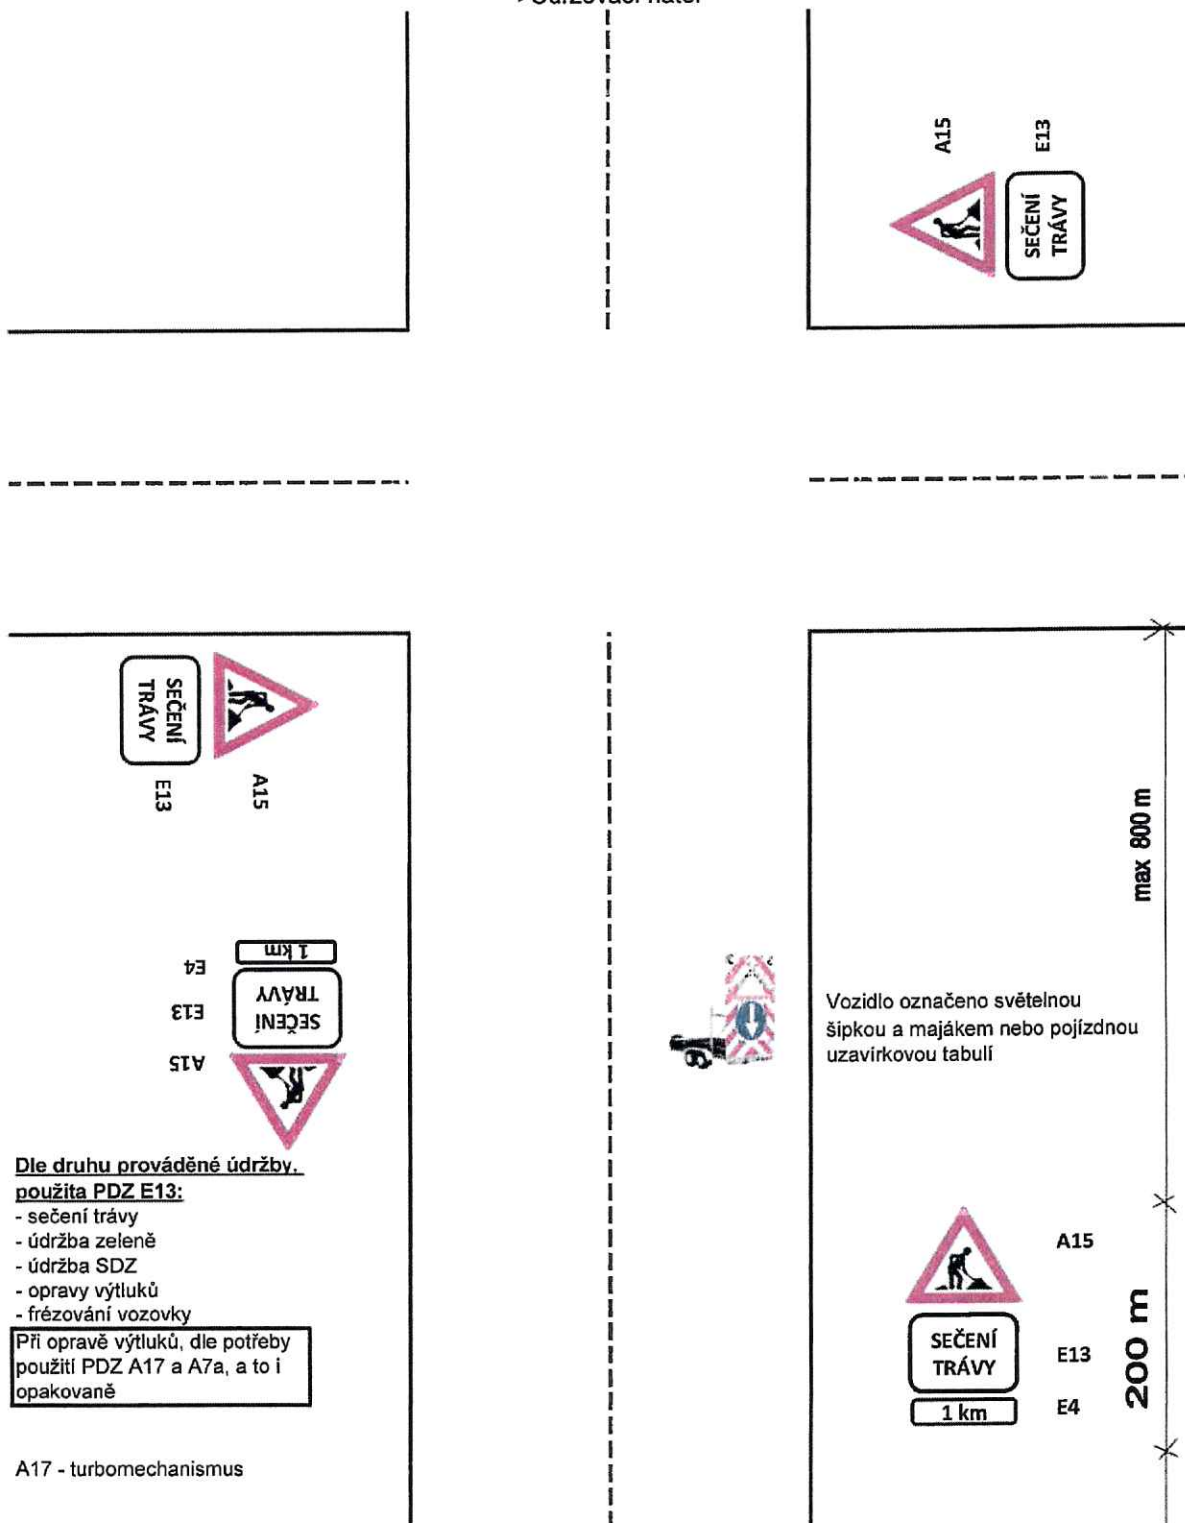 A15
E13
SEČENÍ
TRÁVY
SEČENÍ
TRÁVY
E13
A15
max 800 m
1 km
E4
SEČENÍ
TRÁVY
E13
A15
Vozidlo označeno světelnou
šipkou a majákem nebo pojízdnou
uzavírkovou tabulí
Dle druhu prováděné údržby,
použita PDZ E13:
- sečení trávy
- údržba zeleně
- údržba SDZ
- opravy výtluků
- frézování vozovky
Při opravě výtluků, dle potřeby
použití PDZ A17 a A7a, a to i
opakovaně
A17 - turbomechanismus
A15
SEČENÍ
TRÁVY
E13
1 km
E4
200 m